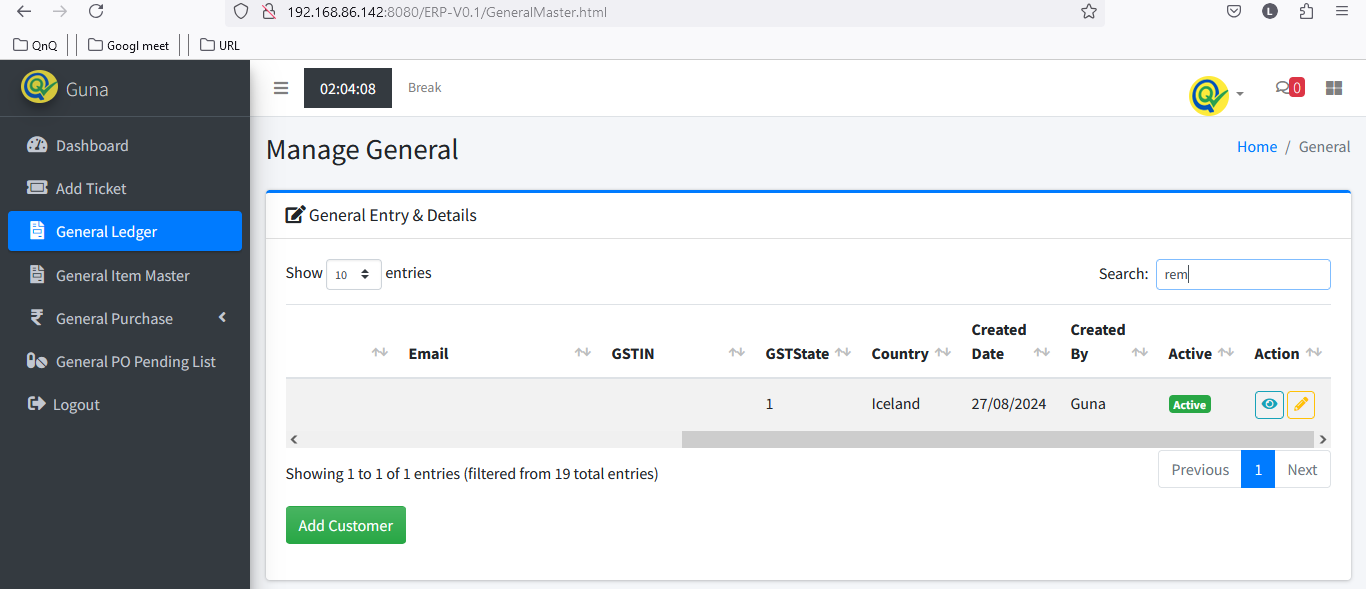 192.168.86.142:8080/ERP-V0.1/GeneralMaster.html
L
QnQ
Googl meet
URL
Guna
02:04:08
Break
0
Dashboard
Add Ticket
General Ledger
General Item Master
General Purchase
General PO Pending List
Logout
Manage General
Home / General
General Entry & Details
Show 10 entries
Search: rem
Email GSTIN GSTState Country Created Date Created By Active Action
1 Iceland 27/08/2024 Guna Active
Showing 1 to 1 of 1 entries (filtered from 19 total entries)
Previous 1 Next
Add Customer